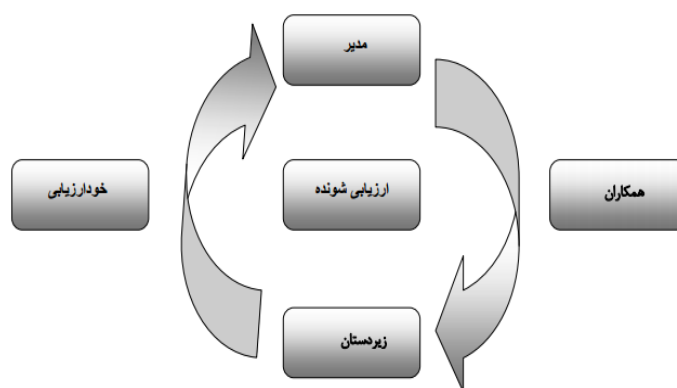 مدیر
همکاران
ارزیابی شونده
خودارزیابی
زیردستان